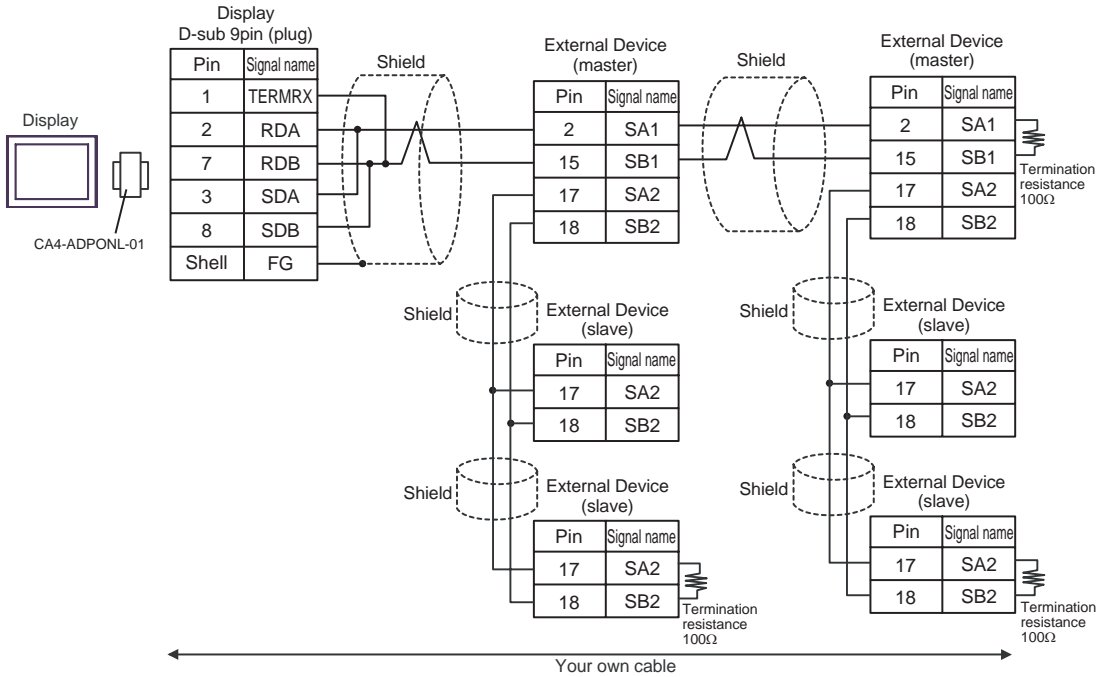 Display
D-sub 9pin (plug)
Pin Signal name
1 TERMRX
2 RDA
7 RDB
3 SDA
8 SDB
Shell FG
Display
CA4-ADPONL-01
Shield
External Device
(master)
Pin Signal name
2 SA1
15 SB1
17 SA2
18 SB2
Shield
External Device
(master)
Pin Signal name
2 SA1
15 SB1
17 SA2
18 SB2
Termination
resistance
100Ω
Shield
External Device
(slave)
Pin Signal name
17 SA2
18 SB2
Shield
External Device
(slave)
Pin Signal name
17 SA2
18 SB2
Shield
External Device
(slave)
Pin Signal name
17 SA2
18 SB2
Termination
resistance
100Ω
Shield
External Device
(slave)
Pin Signal name
17 SA2
18 SB2
Termination
resistance
100Ω
Your own cable